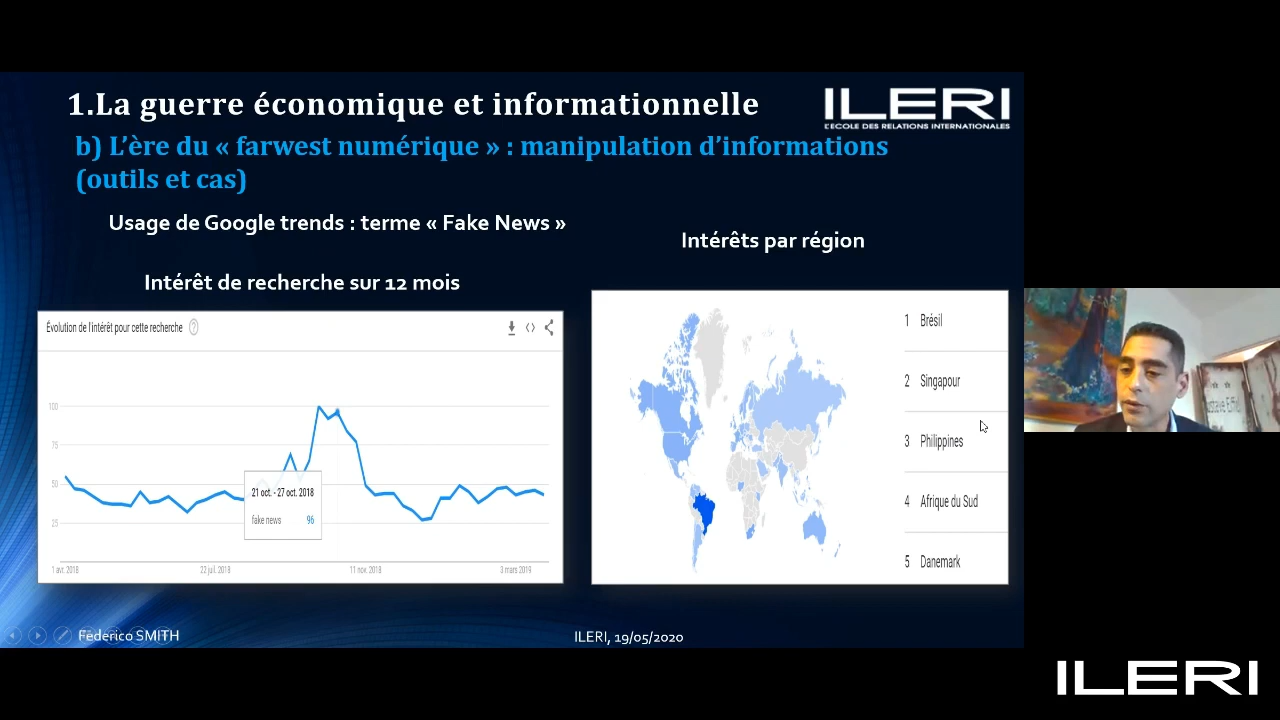 1.La guerre économique et informationnelle
ILERI
L'ECOLE DES RELATIONS INTERNATIONALES
b) L'ère du « farwest numérique » : manipulation d'informations
(outils et cas)
Usage de Google trends : terme « Fake News »
Intérêts par région
Intérêt de recherche sur 12 mois
Évolution de l'intérêt pour cette recherche
100
75
50
25
21 oct. - 27 oct. 2018
fake news 96
1 avr. 2018
22 juil. 2018
11 nov. 2018
3 mars 2019
1 Brésil
2 Singapour
3 Philippines
4 Afrique du Sud
5 Danemark
Federico SMITH
ILERI, 19/05/2020
ILERI